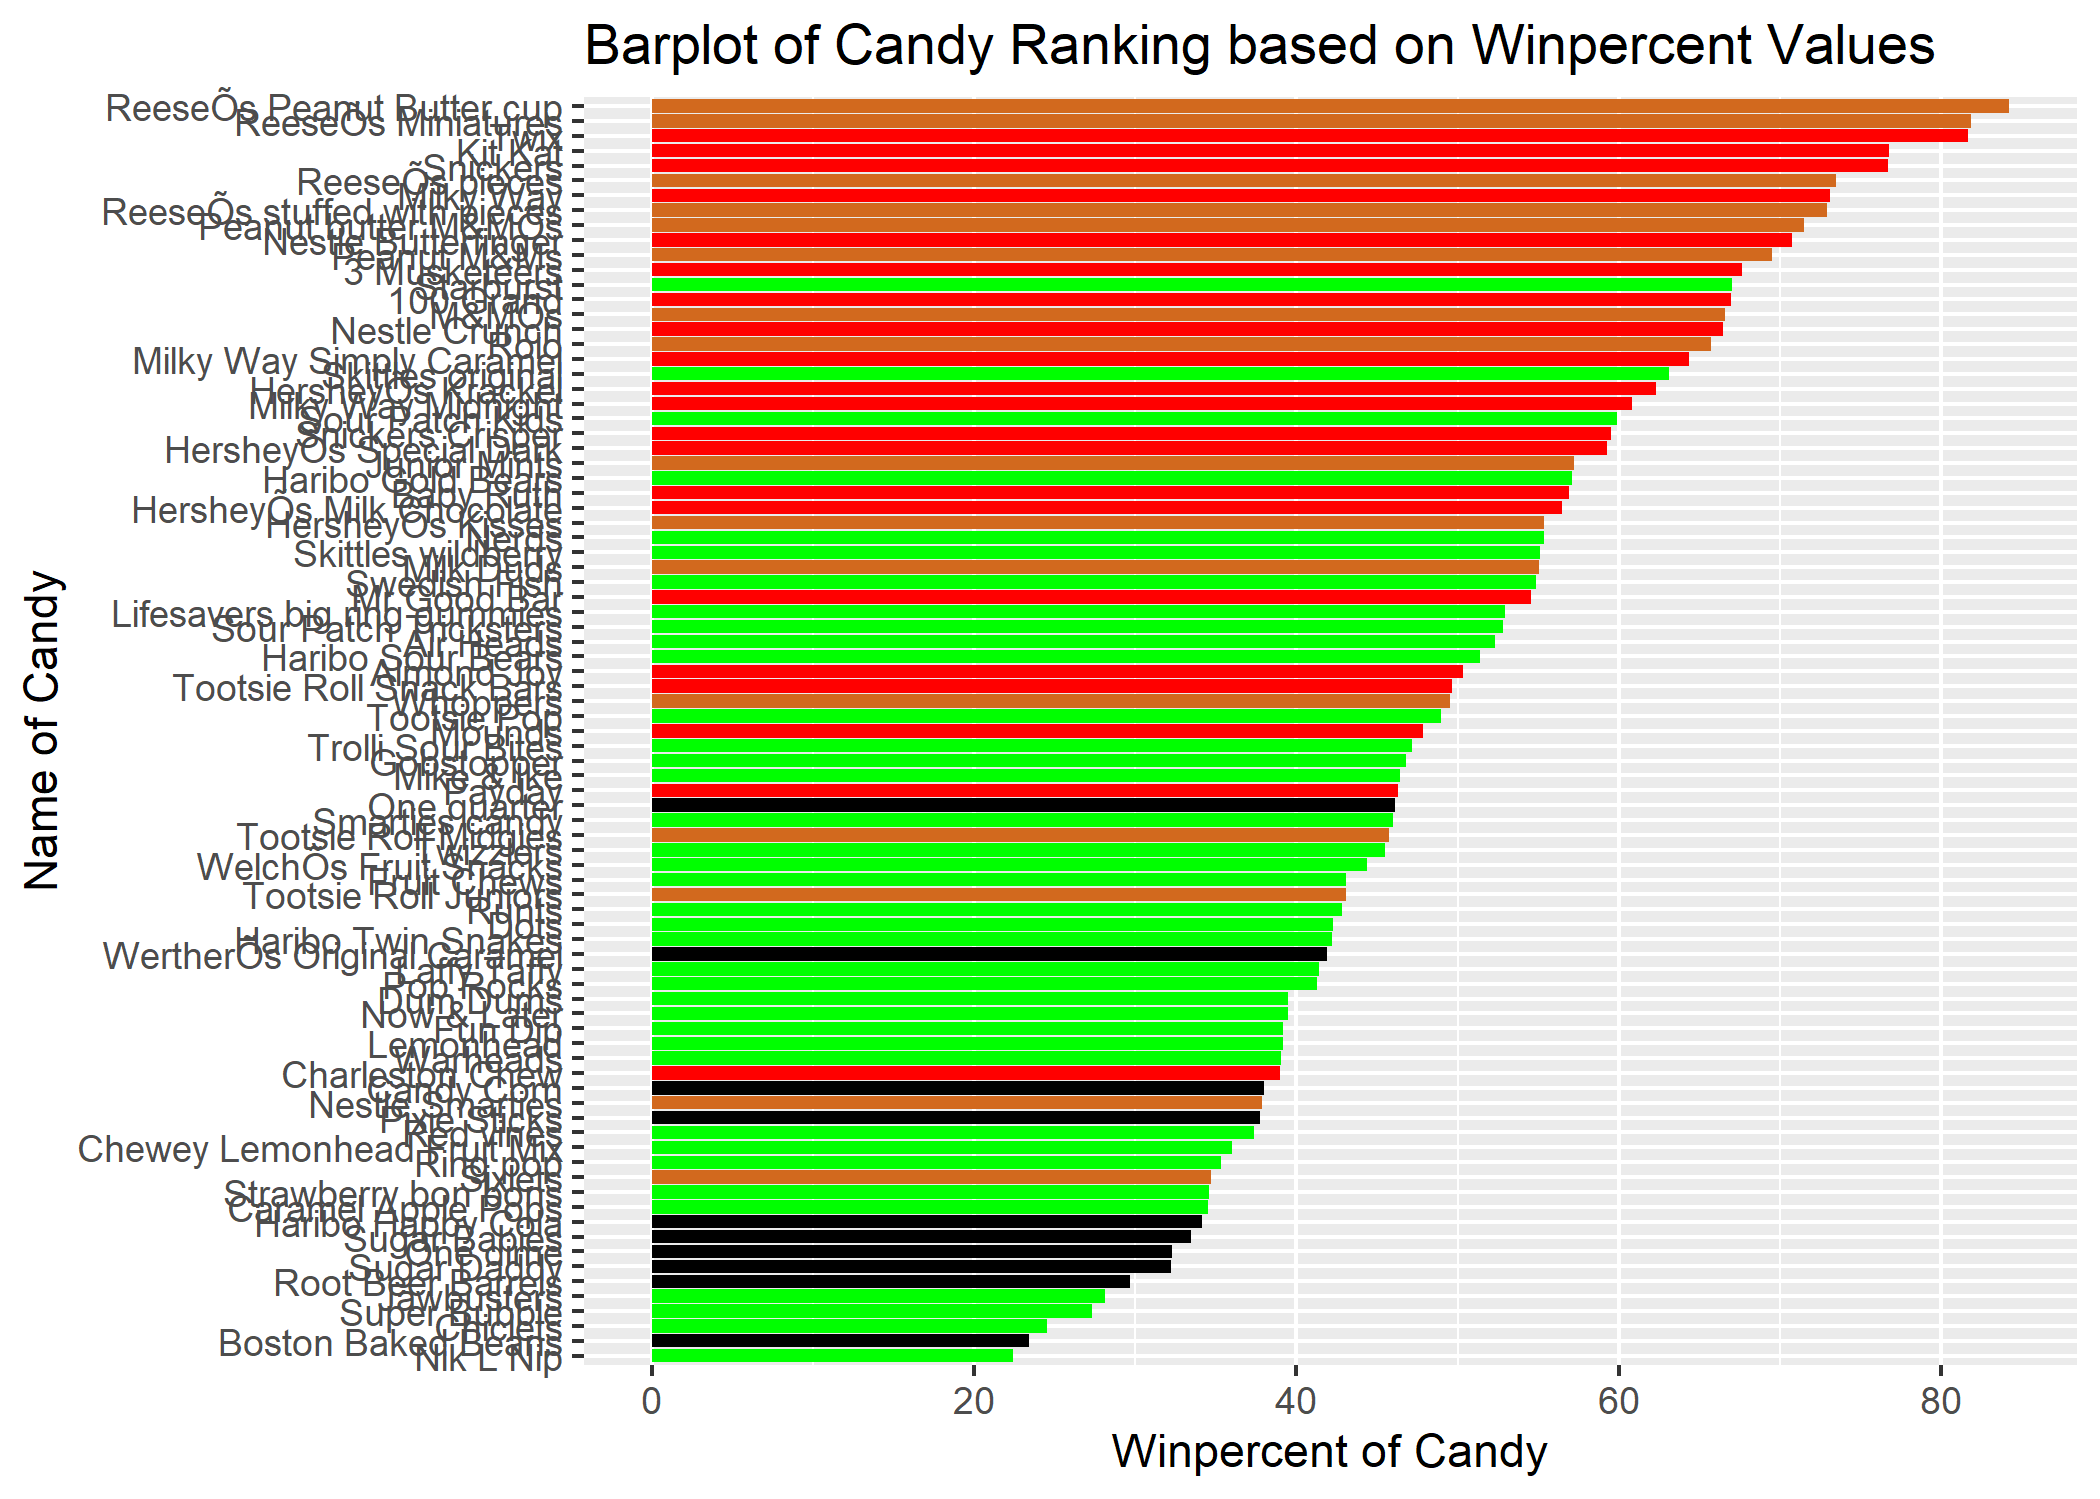 Barplot of Candy Ranking based on Winpercent Values
Name of Candy
ReeseÕs Peanut Butter cup
ReeseÕs Miniatures
Twix
Kit Kat
Snickers
ReeseÕs pieces
Milky Way
ReeseÕs stuffed with pieces
Peanut butter M&MÕs
Nestle Butterfinger
Peanut M&Ms
3 Musketeers
Starburst
100 Grand
M&MÕs
Nestle Crunch
Rolo
Milky Way Simply Caramel
Skittles original
HersheyÕs Krackel
Milky Way Midnight
Sour Patch Kids
Snickers Crisper
HersheyÕs Special Dark
Junior Mints
Haribo Gold Bears
Baby Ruth
HersheyÕs Milk Chocolate
HersheyÕs Kisses
Nerds
Skittles wildberry
Milk Duds
Swedish Fish
Mr Good Bar
Lifesavers big ring gummies
Sour Patch Tricksters
Air Heads
Haribo Sour Bears
Almond Joy
Tootsie Roll Snack Bars
Whoppers
Tootsie Pop
Mounds
Trolli Sour Bites
Gobstopper
Mike & Ike
Payday
One quarter
Smarties candy
Tootsie Roll Midgies
Twizzlers
WelchÕs Fruit Snacks
Fruit Chews
Tootsie Roll Juniors
Runts
Dots
Haribo Twin Snakes
WertherÕs Original Caramel
Laffy Taffy
Pop Rocks
Dum Dums
Now & Later
Fun Dip
Lemonhead
Warheads
Charleston Chew
Candy Corn
Nestle Smarties
Pixie Sticks
Red vines
Chewey Lemonhead Fruit Mix
Ring pop
Sixlets
Strawberry bon bons
Caramel Apple Pops
Haribo Happy Cola
Sugar Babies
One dime
Sugar Daddy
Root Beer Barrels
Jawbusters
Super Bubble
Chiclets
Boston Baked Beans
Nik L Nip
0 20 40 60 80
Winpercent of Candy